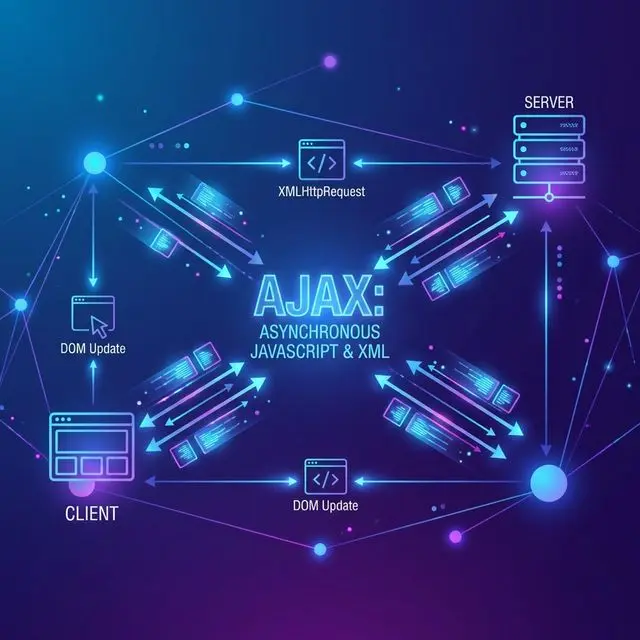 SERVER
XMLHttpRequest
AJAX:
ASYNCHRONOUS
JAVASCRIPT & XML
DOM Update
CLIENT
DOM Update